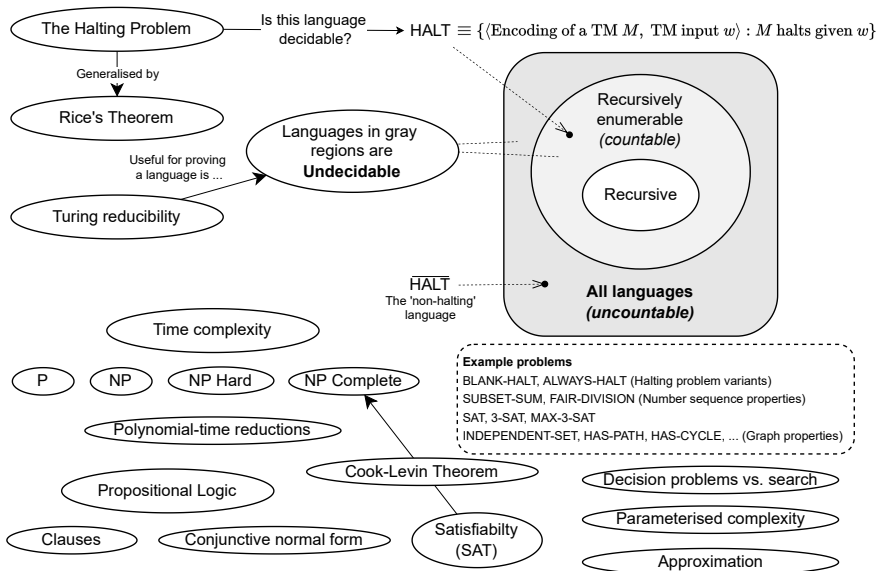 The Halting Problem
Is this language
decidable?
HALT ≡ {⟨Encoding of a TM M, TM input w⟩ : M halts given w}
Generalised by
Rice's Theorem
Languages in gray
regions are
Undecidable
Useful for proving
a language is ...
Turing reducibility
Recursively
enumerable
(countable)
Recursive
HALT
The 'non-halting'
language
All languages
(uncountable)
Time complexity
P
NP
NP Hard
NP Complete
Polynomial-time reductions
Example problems
BLANK-HALT, ALWAYS-HALT (Halting problem variants)
SUBSET-SUM, FAIR-DIVISION (Number sequence properties)
SAT, 3-SAT, MAX-3-SAT
INDEPENDENT-SET, HAS-PATH, HAS-CYCLE, ... (Graph properties)
Cook-Levin Theorem
Propositional Logic
Clauses
Conjunctive normal form
Satisfiabilty
(SAT)
Decision problems vs. search
Parameterised complexity
Approximation